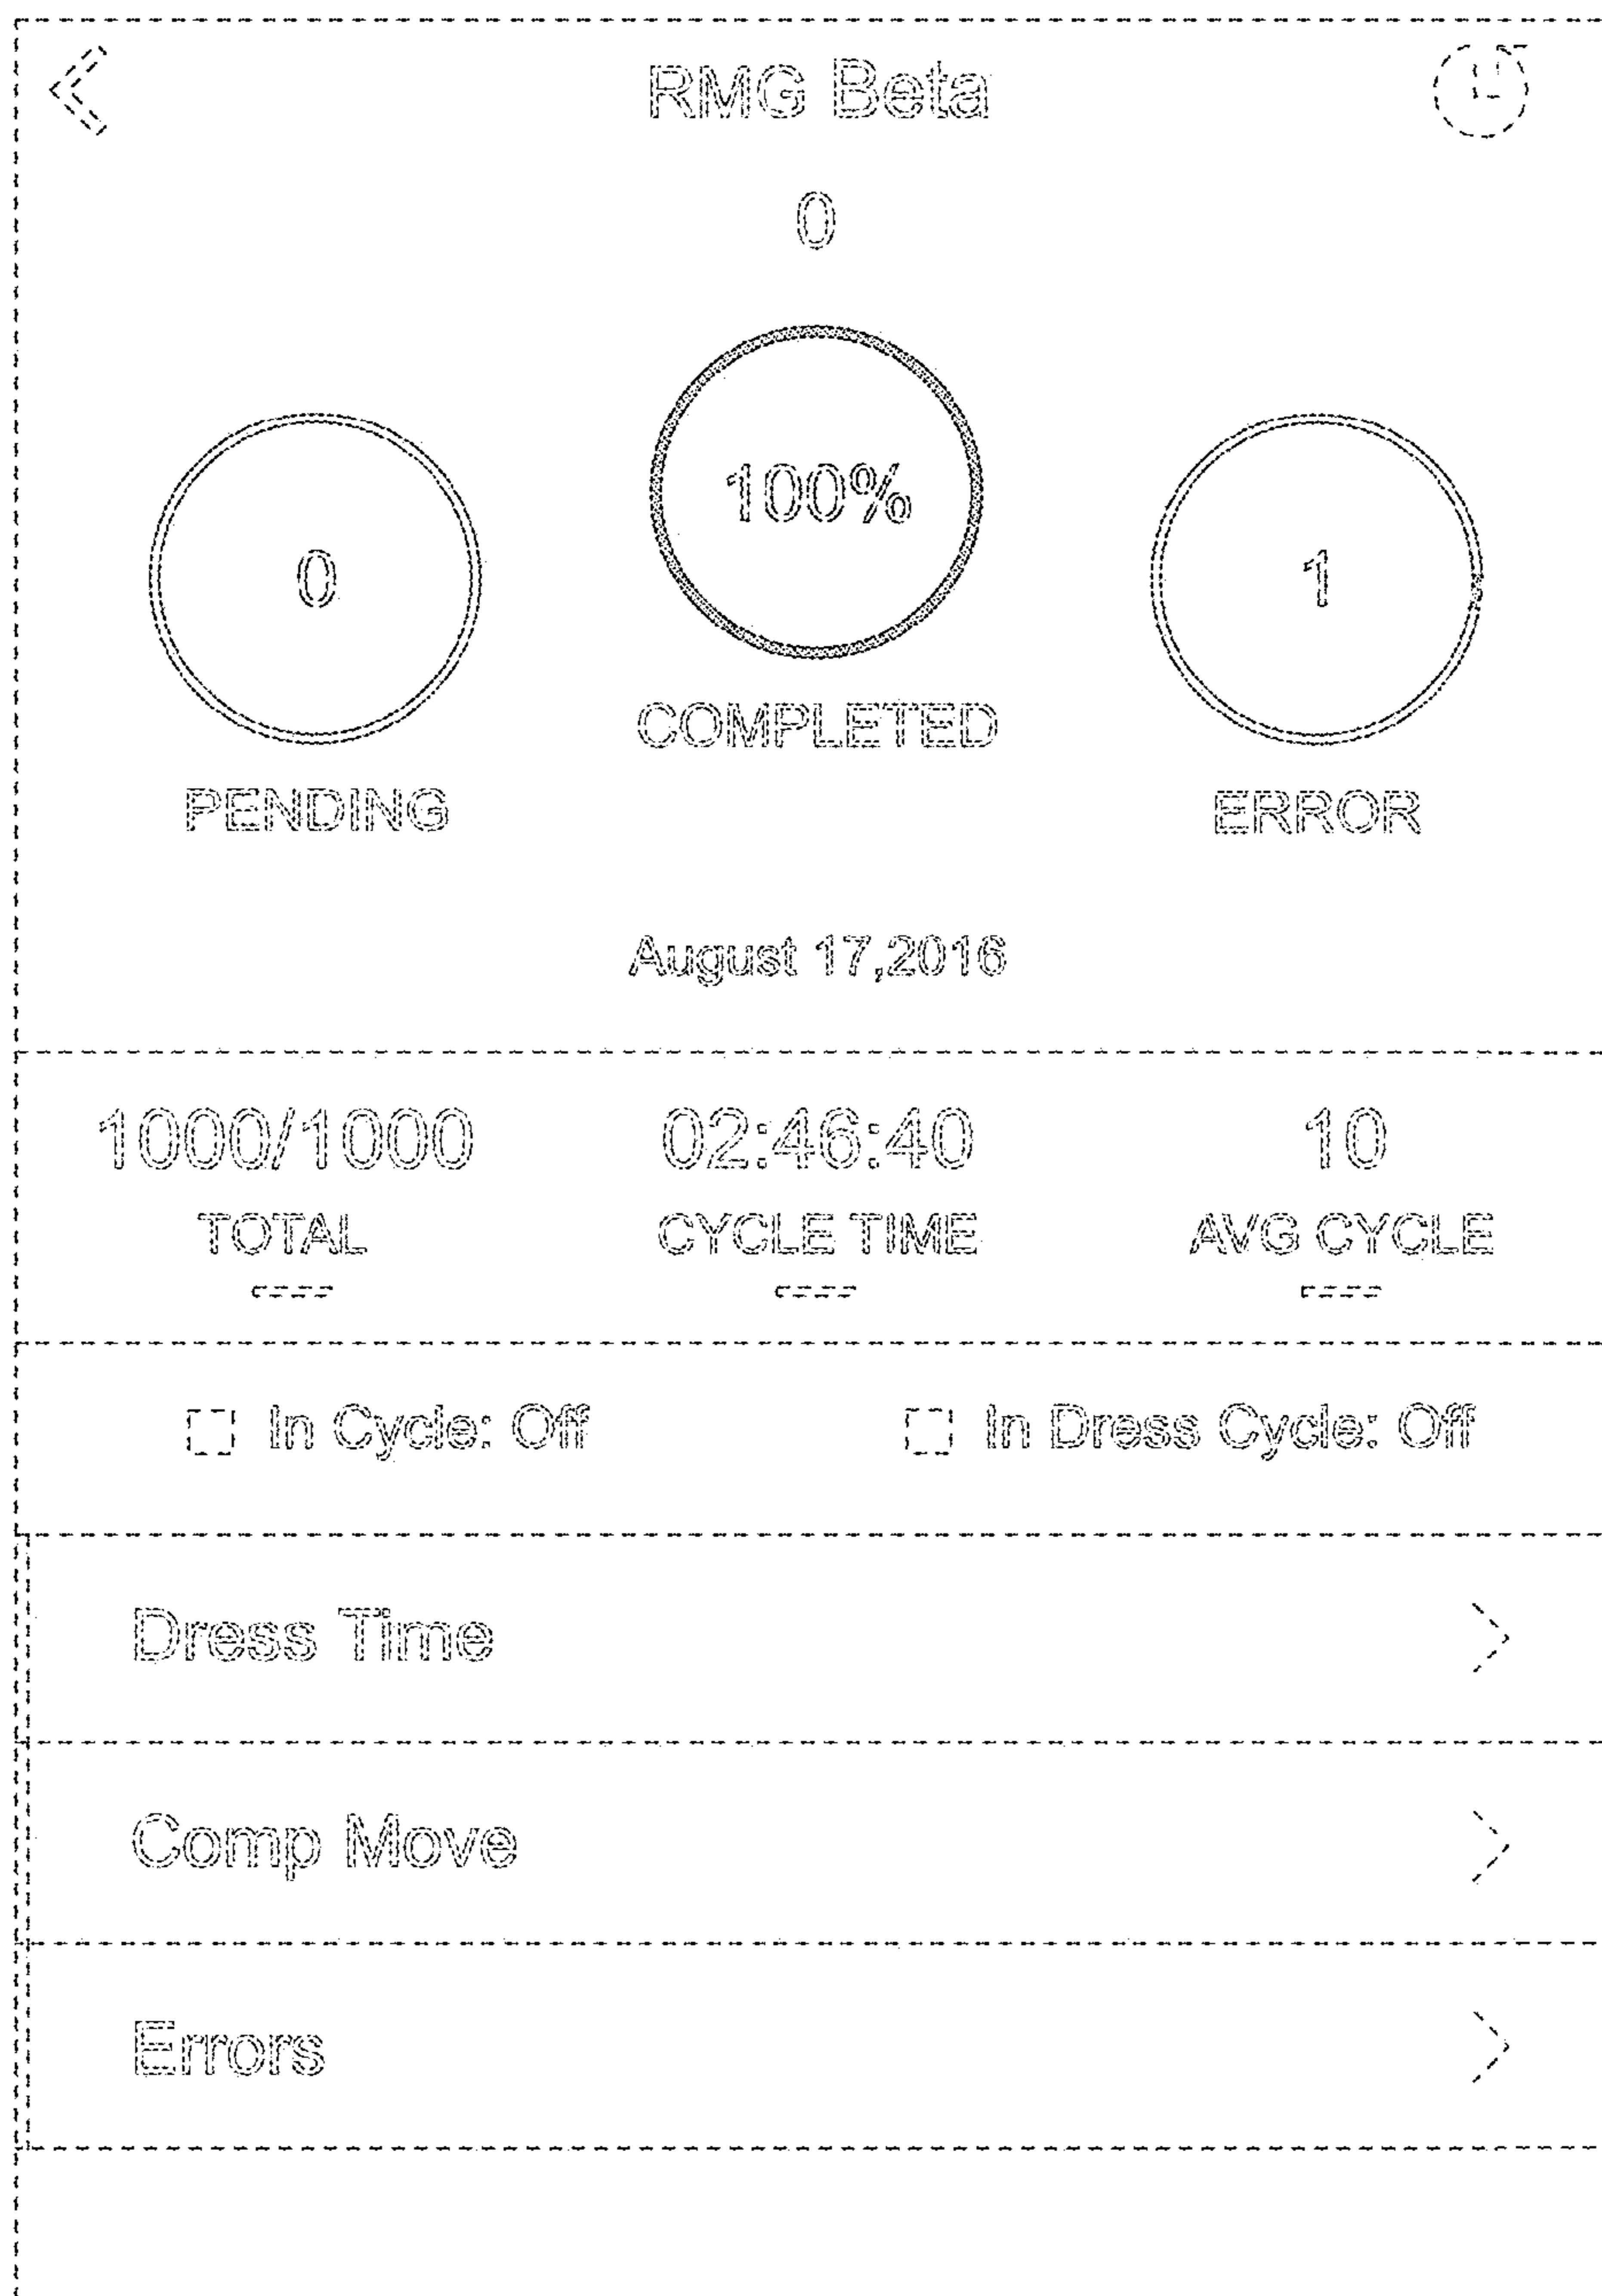 RMG Beta
0
0 100% 1
COMPLETED
PENDING ERROR
August 17,2016
1000/1000 02:46:40 10
TOTAL CYCLE TIME AVG CYCLE
In Cycle: Off In Dress Cycle: Off
Dress Time
Comp Move
Errors